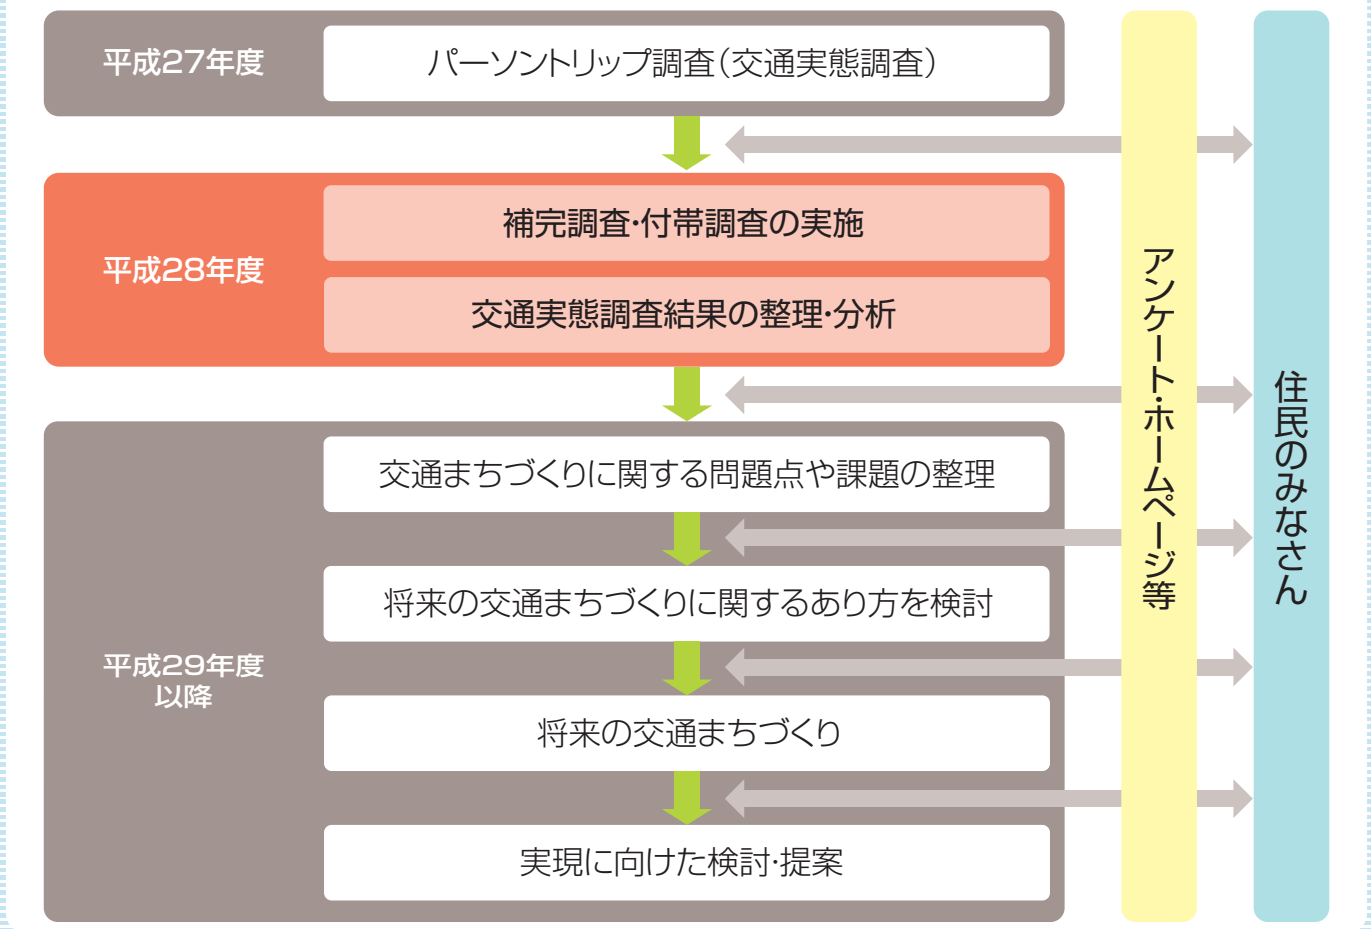 平成27年度
パーソントリップ調査(交通実態調査)
平成28年度
補完調査・付帯調査の実施
交通実態調査結果の整理・分析
平成29年度
以降
交通まちづくりに関する問題点や課題の整理
将来の交通まちづくりに関するあり方を検討
将来の交通まちづくり
実現に向けた検討・提案
アンケート・ホームページ等
住民のみなさん